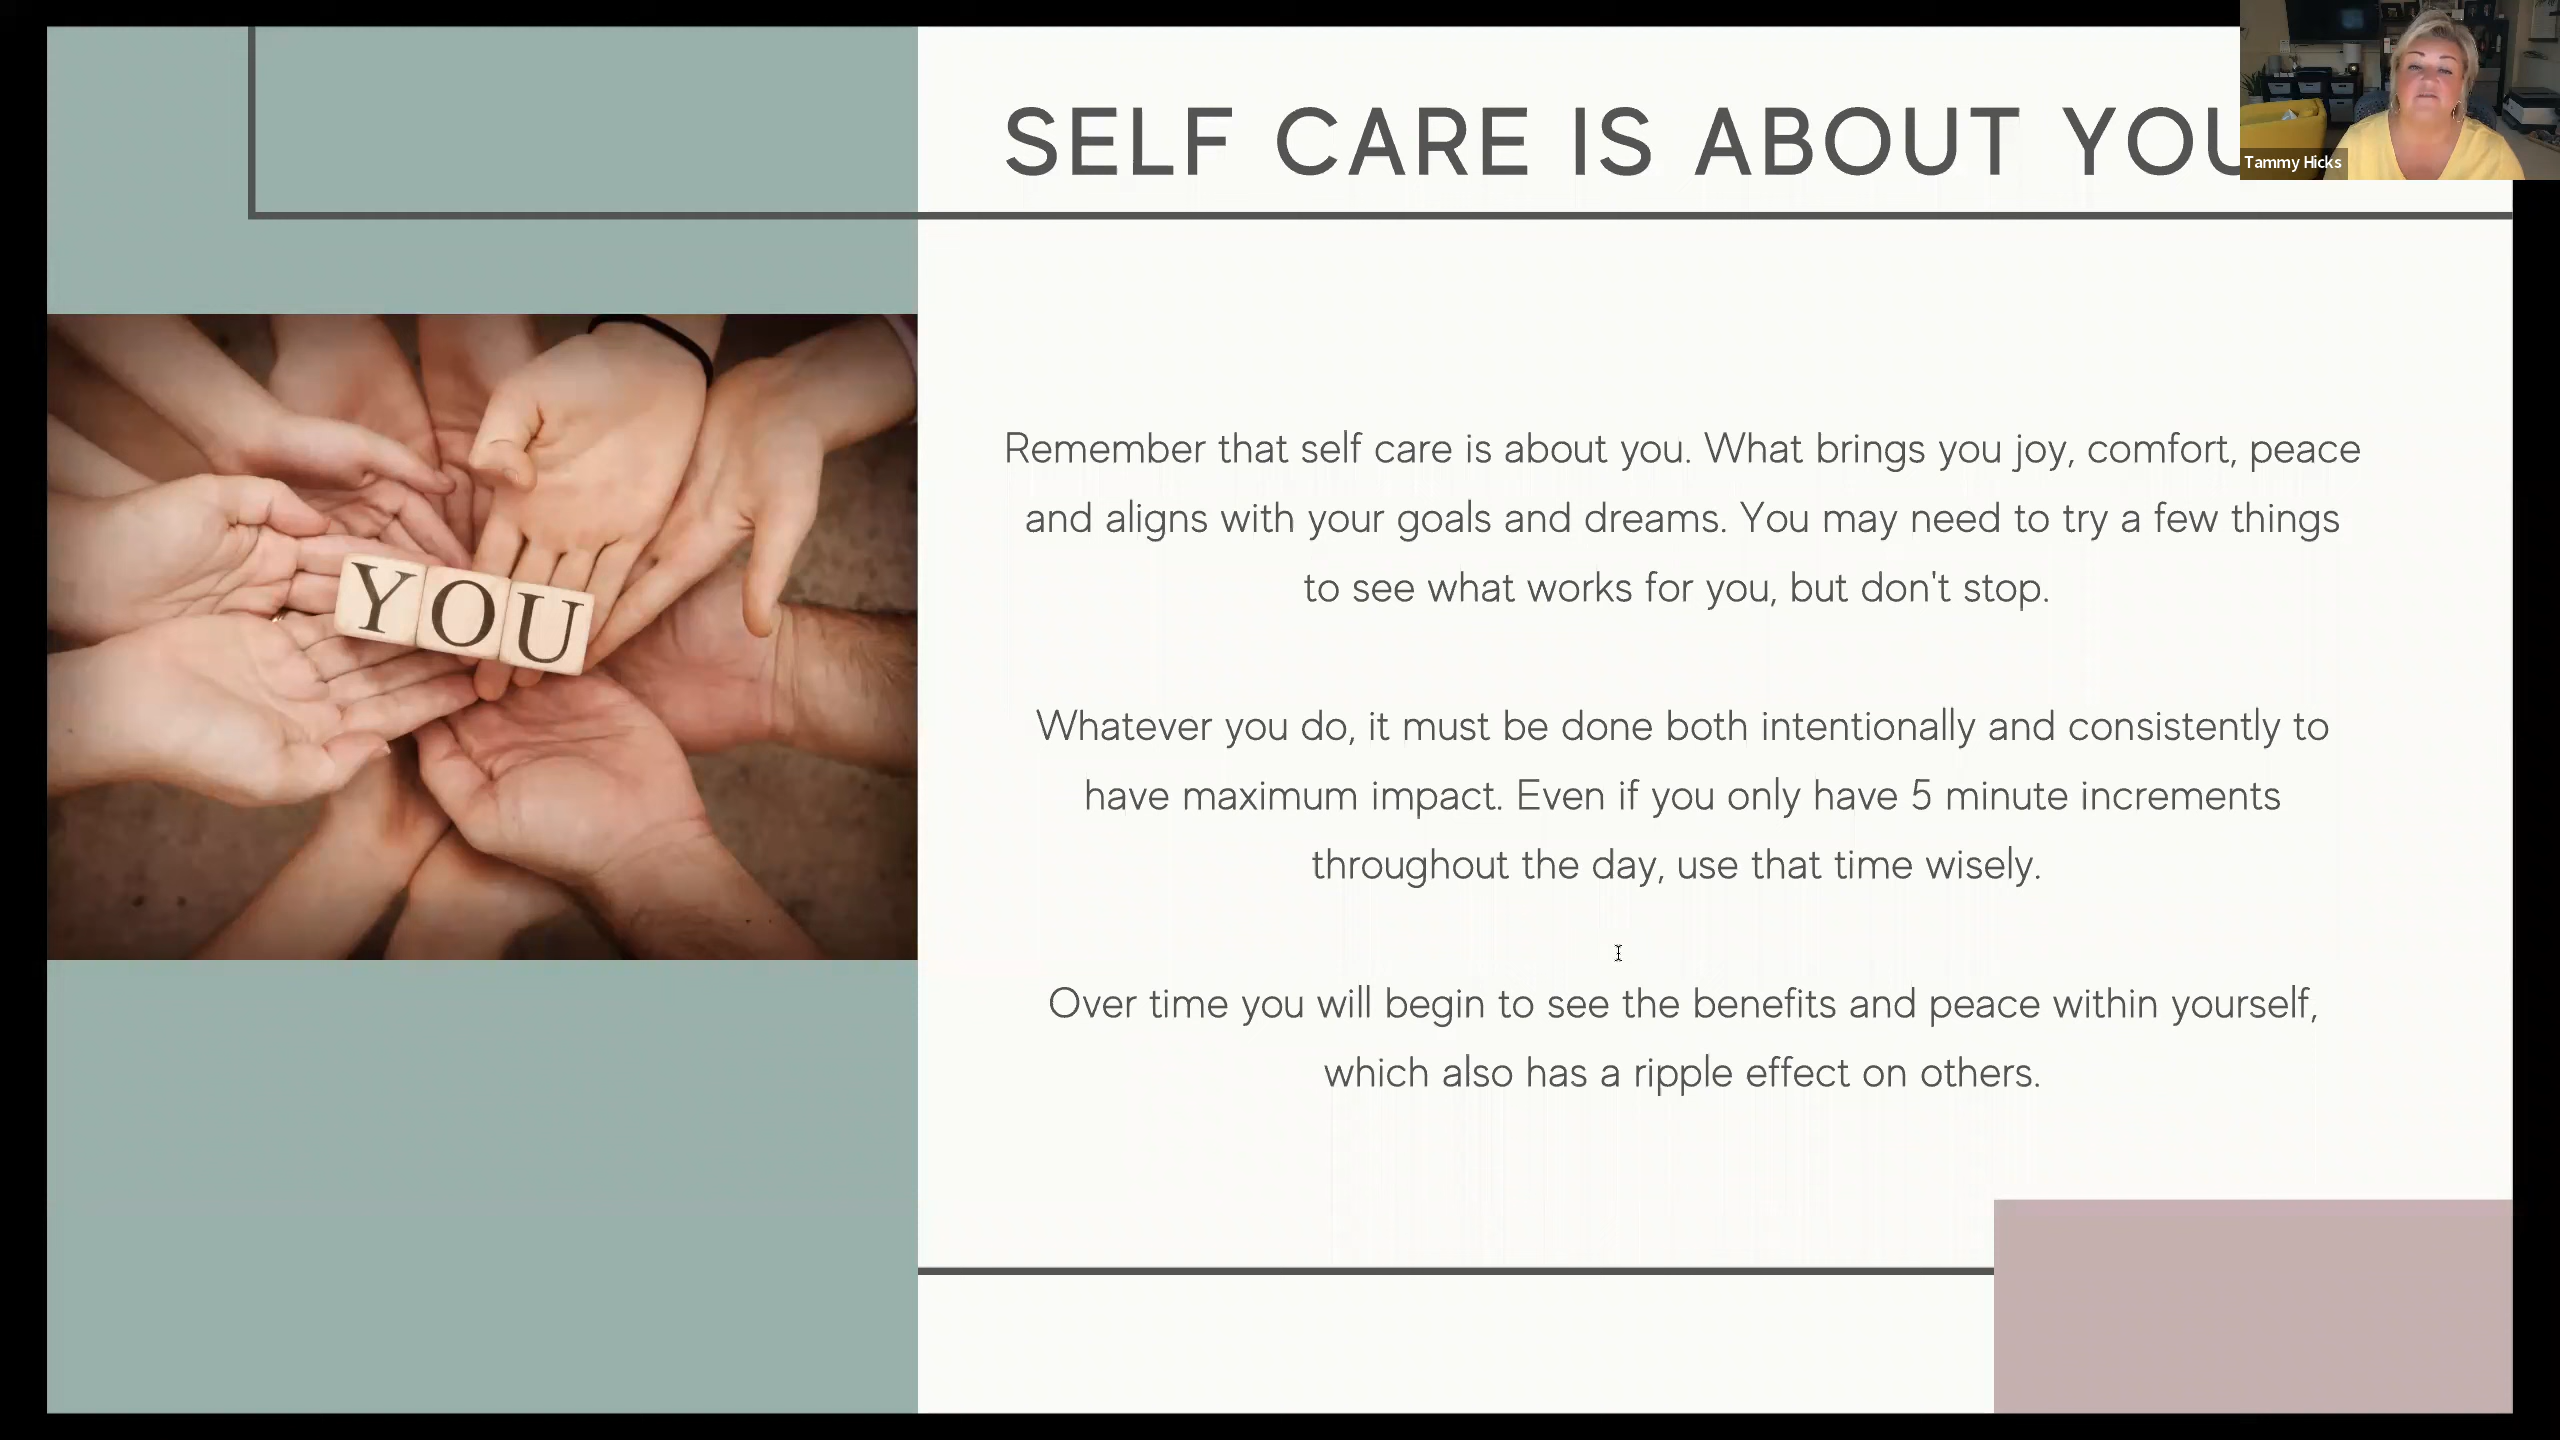 SELF CARE IS ABOUT YOU
Tammy Hicks
YOU
Remember that self care is about you. What brings you joy, comfort, peace
and aligns with your goals and dreams. You may need to try a few things
to see what works for you, but don't stop.
Whatever you do, it must be done both intentionally and consistently to
have maximum impact. Even if you only have 5 minute increments
throughout the day, use that time wisely.
Over time you will begin to see the benefits and peace within yourself,
which also has a ripple effect on others.